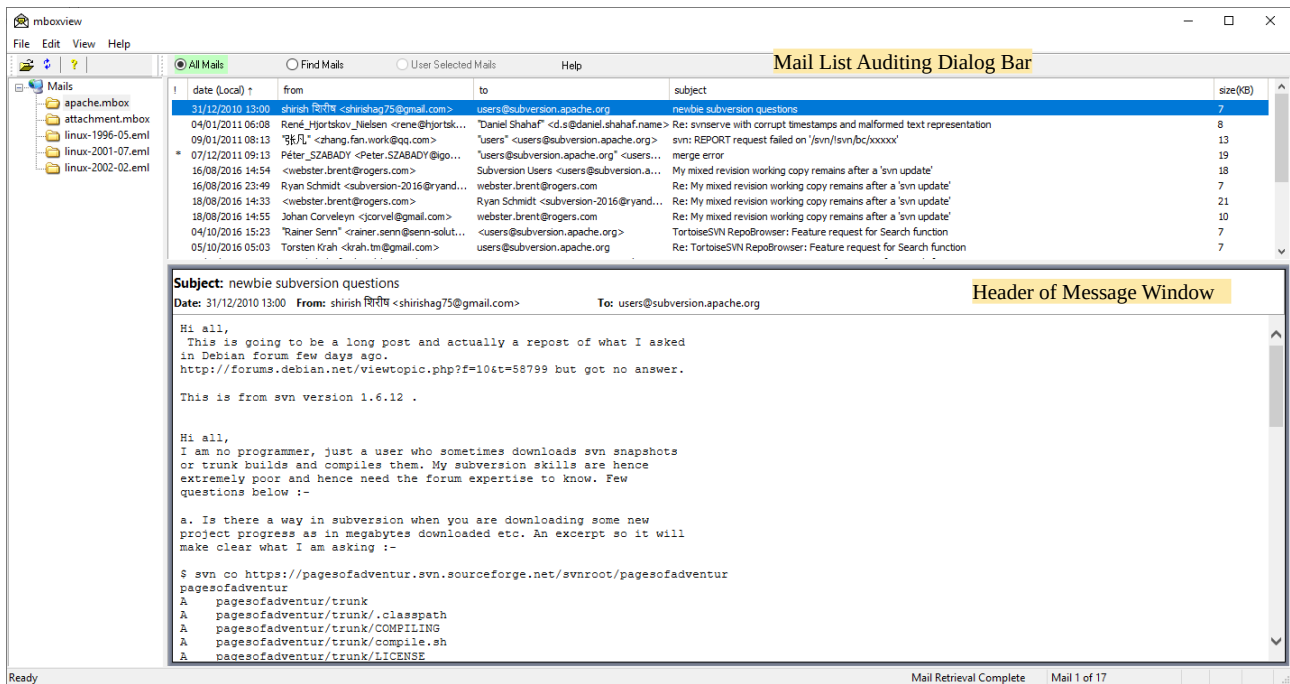 mboxview
File Edit View Help
All Mails Find Mails User Selected Mails Help Mail List Auditing Dialog Bar
Mails
apache.mbox
attachment.mbox
linux-1996-05.eml
linux-2001-07.eml
linux-2002-02.eml
! date (Local) ↑ from to subject size(KB)
31/12/2010 13:00 shirish शिरीष <shirishag75@gmail.com> users@subversion.apache.org newbie subversion questions 7
04/01/2011 06:08 René_Hjortskov_Nielsen <rene@hjortsk... "Daniel Shahaf" <d.s@daniel.shahaf.name> Re: svnserve with corrupt timestamps and malformed text representation 8
09/01/2011 08:13 "张凡" <zhang.fan.work@qq.com> "users" <users@subversion.apache.org> svn: REPORT request failed on '/svn/!svn/bc/xxxxx' 13
* 07/12/2011 09:13 Péter_SZABADY <Peter.SZABADY@igo... "users@subversion.apache.org" <users... merge error 19
16/08/2016 14:54 <webster.brent@rogers.com> Subversion Users <users@subversion.a... My mixed revision working copy remains after a 'svn update' 18
16/08/2016 23:49 Ryan Schmidt <subversion-2016@ryand... webster.brent@rogers.com Re: My mixed revision working copy remains after a 'svn update' 7
18/08/2016 14:33 <webster.brent@rogers.com> Ryan Schmidt <subversion-2016@ryand... Re: My mixed revision working copy remains after a 'svn update' 21
18/08/2016 14:55 Johan Corveleyn <jcorvel@gmail.com> webster.brent@rogers.com Re: My mixed revision working copy remains after a 'svn update' 10
04/10/2016 15:23 "Rainer Senn" <rainer.senn@senn-solut... <users@subversion.apache.org> TortoiseSVN RepoBrowser: Feature request for Search function 7
05/10/2016 05:03 Torsten Krah <krah.tm@gmail.com> users@subversion.apache.org Re: TortoiseSVN RepoBrowser: Feature request for Search function 7
Subject: newbie subversion questions
Date: 31/12/2010 13:00 From: shirish शिरीष <shirishag75@gmail.com> To: users@subversion.apache.org
Header of Message Window
Hi all,
This is going to be a long post and actually a repost of what I asked
in Debian forum few days ago.
http://forums.debian.net/viewtopic.php?f=10&t=58799 but got no answer.
This is from svn version 1.6.12 .
Hi all,
I am no programmer, just a user who sometimes downloads svn snapshots
or trunk builds and compiles them. My subversion skills are hence
extremely poor and hence need the forum expertise to know. Few
questions below :-
a. Is there a way in subversion when you are downloading some new
project progress as in megabytes downloaded etc. An excerpt so it will
make clear what I am asking :-
$ svn co https://pagesofadventur.svn.sourceforge.net/svnroot/pagesofadventur
pagesofadventur
A pagesofadventur/trunk
A pagesofadventur/trunk/.classpath
A pagesofadventur/trunk/COMPILING
A pagesofadventur/trunk/compile.sh
A pagesofadventur/trunk/LICENSE
Ready Mail Retrieval Complete Mail 1 of 17